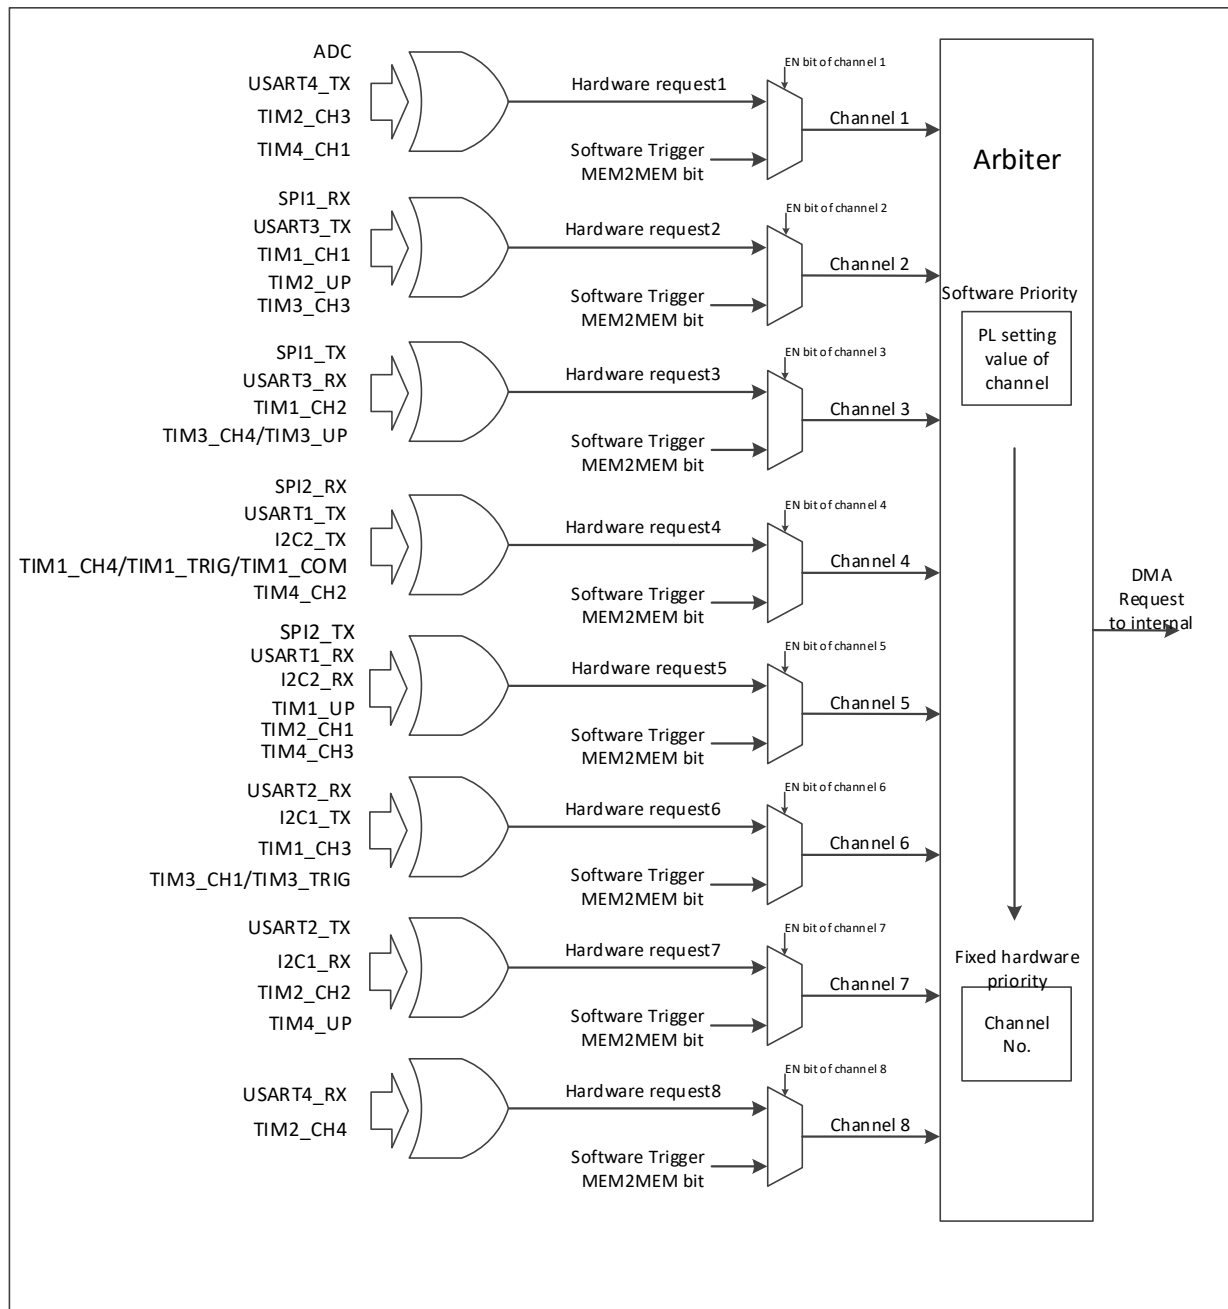 ADC
USART4_TX
TIM2_CH3
TIM4_CH1
Hardware request1
Software Trigger
MEM2MEM bit
EN bit of channel 1
Channel 1
SPI1_RX
USART3_TX
TIM1_CH1
TIM2_UP
TIM3_CH3
Hardware request2
Software Trigger
MEM2MEM bit
EN bit of channel 2
Channel 2
SPI1_TX
USART3_RX
TIM1_CH2
TIM3_CH4/TIM3_UP
Hardware request3
Software Trigger
MEM2MEM bit
EN bit of channel 3
Channel 3
SPI2_RX
USART1_TX
I2C2_TX
TIM1_CH4/TIM1_TRIG/TIM1_COM
TIM4_CH2
Hardware request4
Software Trigger
MEM2MEM bit
EN bit of channel 4
Channel 4
SPI2_TX
USART1_RX
I2C2_RX
TIM1_UP
TIM2_CH1
TIM4_CH3
Hardware request5
Software Trigger
MEM2MEM bit
EN bit of channel 5
Channel 5
USART2_RX
I2C1_TX
TIM1_CH3
TIM3_CH1/TIM3_TRIG
Hardware request6
Software Trigger
MEM2MEM bit
EN bit of channel 6
Channel 6
USART2_TX
I2C1_RX
TIM2_CH2
TIM4_UP
Hardware request7
Software Trigger
MEM2MEM bit
EN bit of channel 7
Channel 7
USART4_RX
TIM2_CH4
Hardware request8
Software Trigger
MEM2MEM bit
EN bit of channel 8
Channel 8
Arbiter
Software Priority
PL setting
value of
channel
Fixed hardware
priority
Channel
No.
DMA
Request
to internal